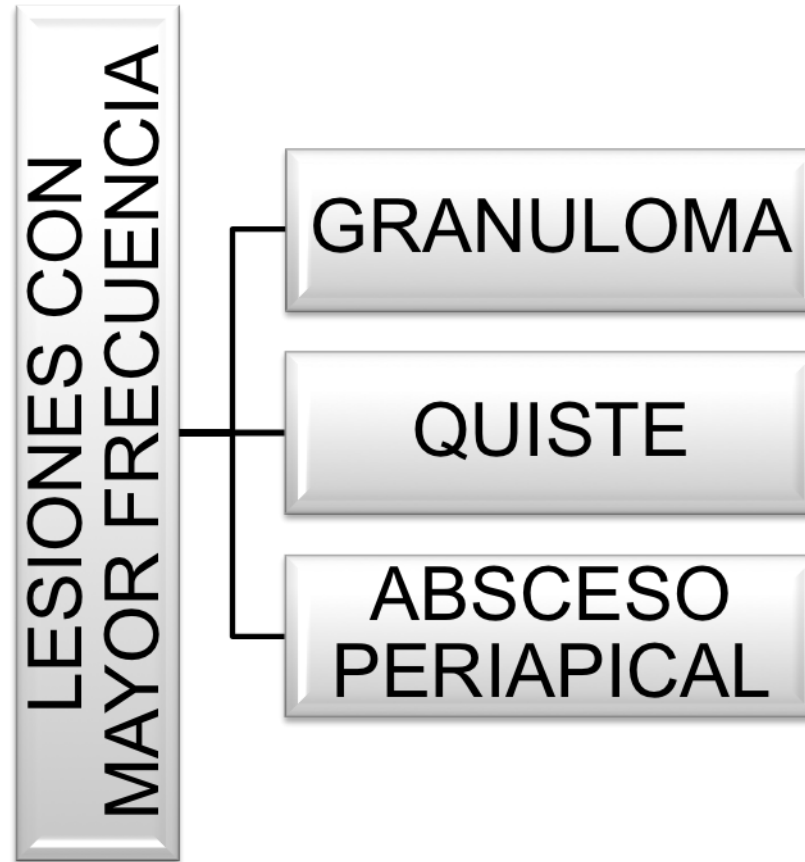 LESIONES CON
MAYOR FRECUENCIA
GRANULOMA
QUISTE
ABSCESO
PERIAPICAL